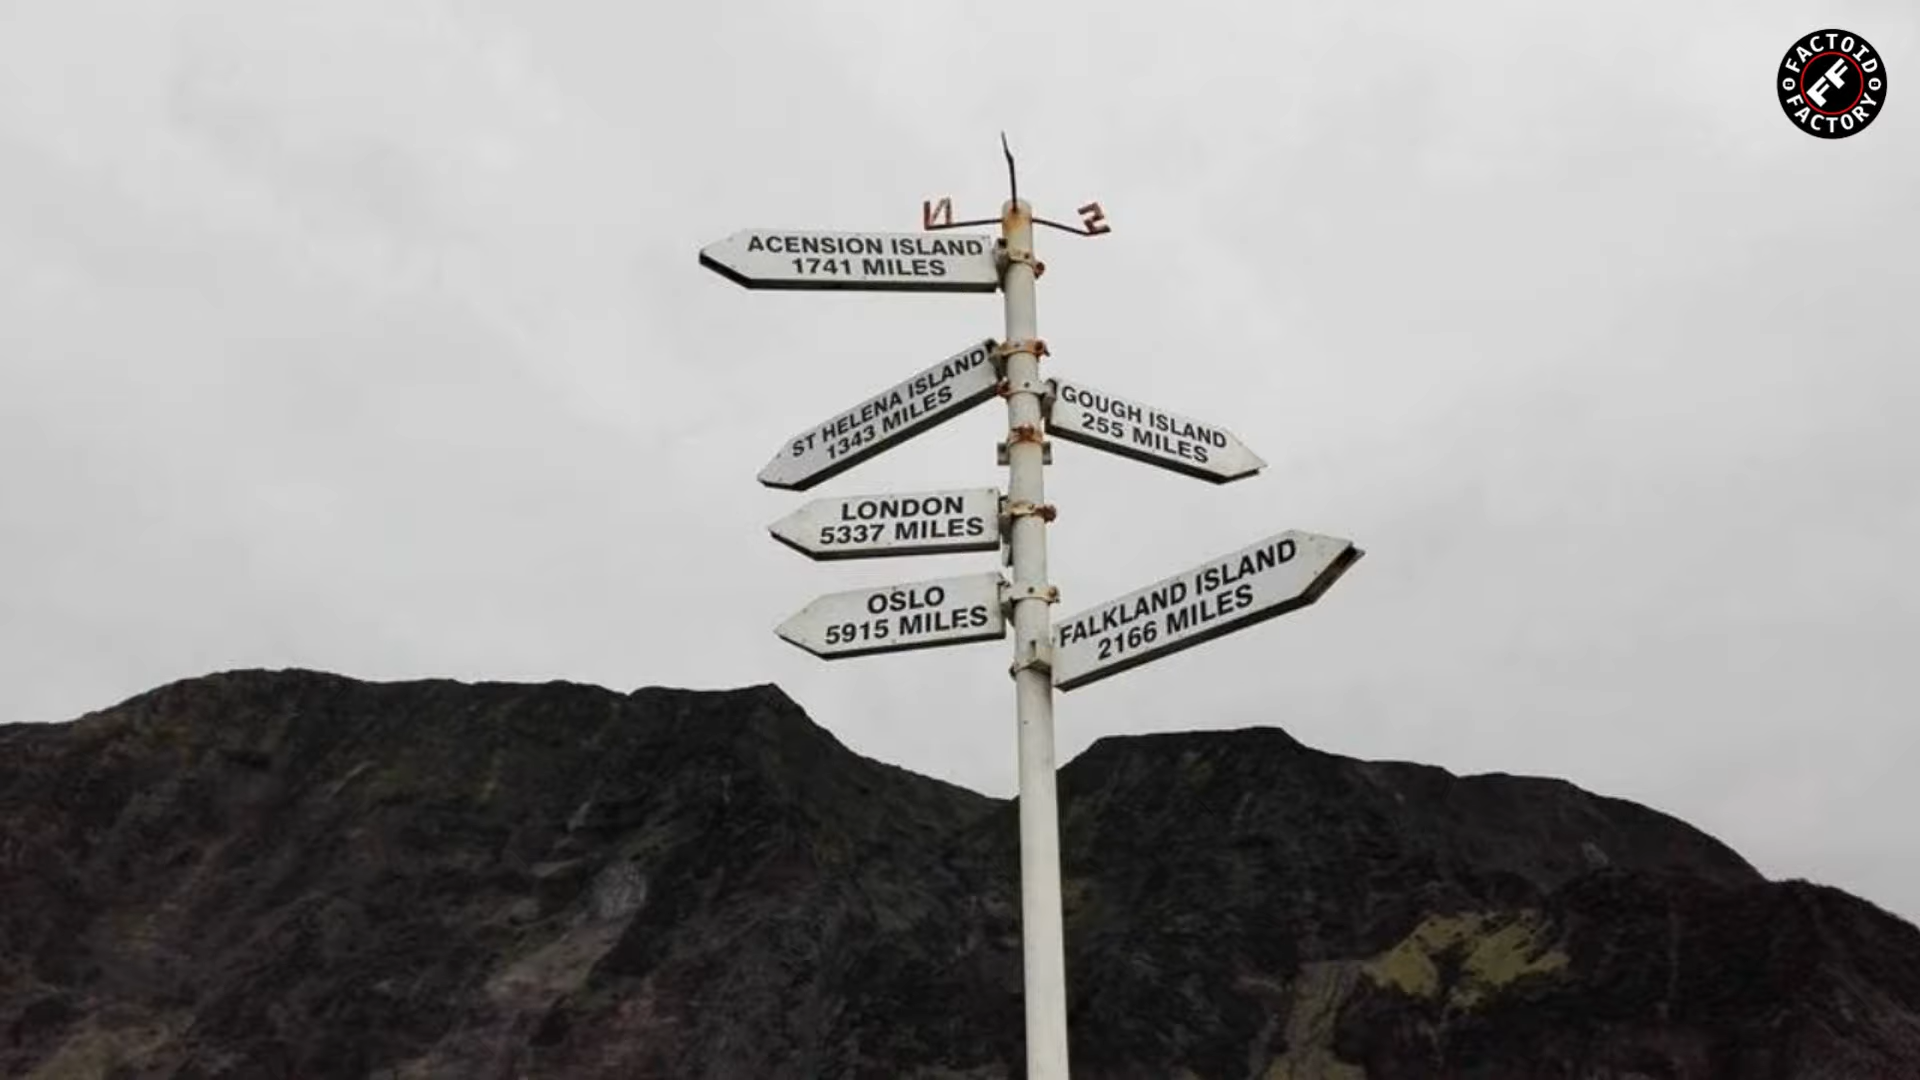 FACTOID
FF
FACTORY
N
S
ACENSION ISLAND
1741 MILES
ST HELENA ISLAND
1343 MILES
GOUGH ISLAND
255 MILES
LONDON
5337 MILES
OSLO
5915 MILES
FALKLAND ISLAND
2166 MILES